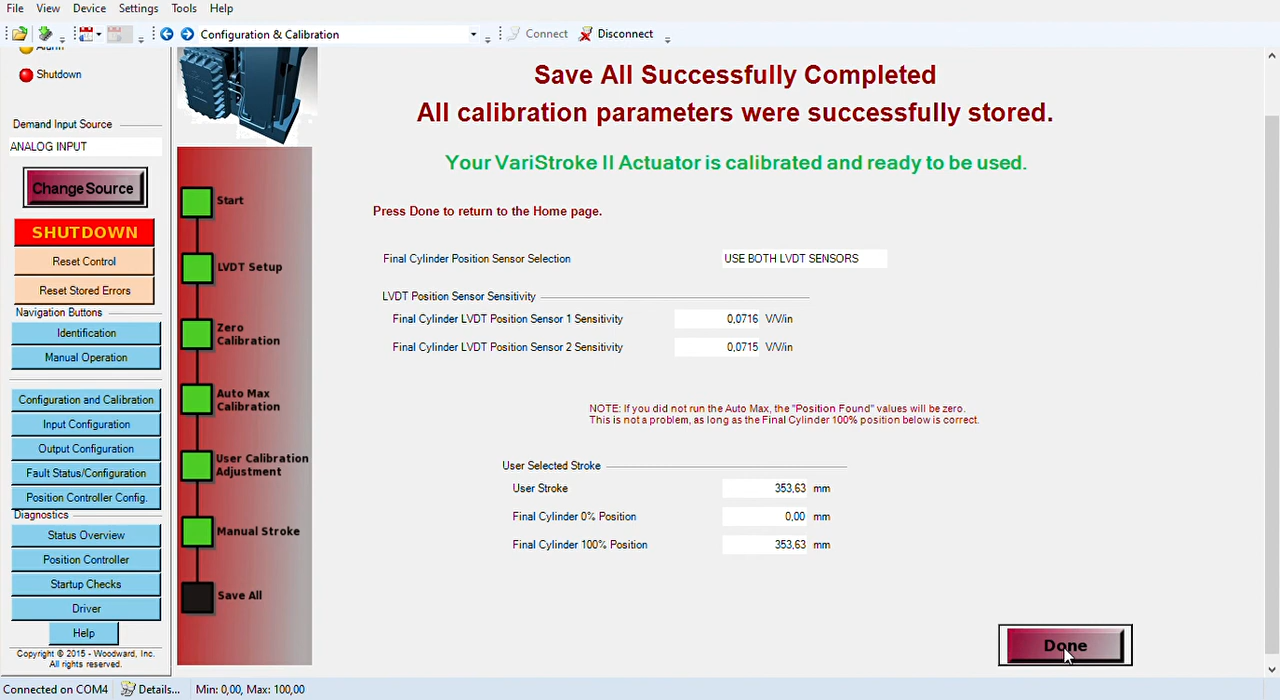 File View Device Settings Tools Help
Configuration & Calibration Connect Disconnect
Alarm
Shutdown
Demand Input Source
ANALOG INPUT
Change Source
SHUTDOWN
Reset Control
Reset Stored Errors
Navigation Buttons
Identification
Manual Operation
Configuration and Calibration
Input Configuration
Output Configuration
Fault Status/Configuration
Position Controller Config.
Diagnostics
Status Overview
Position Controller
Startup Checks
Driver
Help
Copyright © 2015 - Woodward, Inc.
All rights reserved.
Start
LVDT Setup
Zero
Calibration
Auto Max
Calibration
User Calibration
Adjustment
Manual Stroke
Save All
Save All Successfully Completed
All calibration parameters were successfully stored.
Your VariStroke II Actuator is calibrated and ready to be used.
Press Done to return to the Home page.
Final Cylinder Position Sensor Selection USE BOTH LVDT SENSORS
LVDT Position Sensor Sensitivity
Final Cylinder LVDT Position Sensor 1 Sensitivity 0,0716 V/V/in
Final Cylinder LVDT Position Sensor 2 Sensitivity 0,0715 V/V/in
NOTE: If you did not run the Auto Max, the "Position Found" values will be zero.
This is not a problem, as long as the Final Cylinder 100% position below is correct.
User Selected Stroke
User Stroke 353,63 mm
Final Cylinder 0% Position 0,00 mm
Final Cylinder 100% Position 353,63 mm
Done
Connected on COM4 Details... Min: 0,00, Max: 100,00